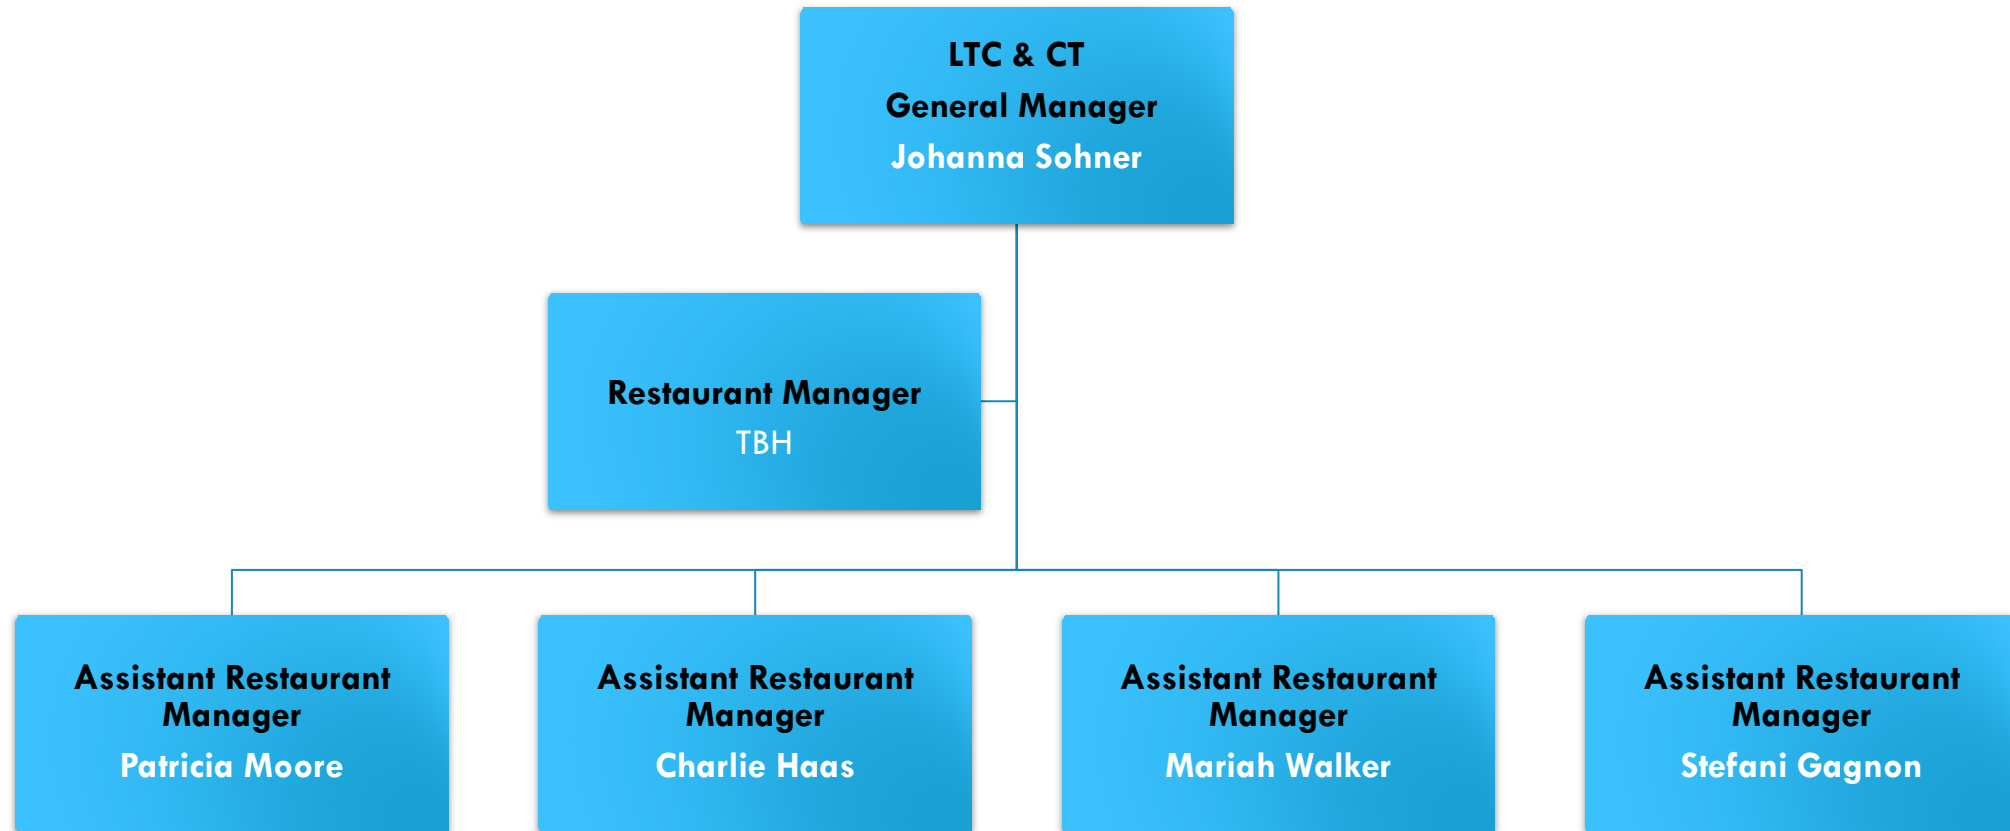 LTC & CT
General Manager
Johanna Sohner
Restaurant Manager
TBH
Assistant Restaurant
Manager
Patricia Moore
Assistant Restaurant
Manager
Charlie Haas
Assistant Restaurant
Manager
Mariah Walker
Assistant Restaurant
Manager
Stefani Gagnon